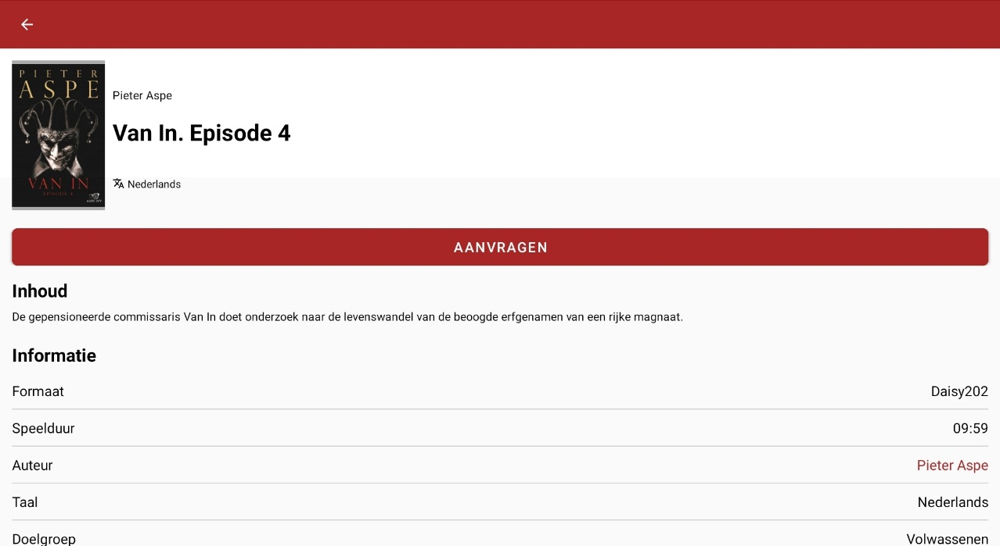 PIETER
ASPE
VAN IN
EPISODE 4
ASPE NV
Pieter Aspe
Van In. Episode 4
Nederlands
AANVRAGEN
Inhoud
De gepensioneerde commissaris Van In doet onderzoek naar de levenswandel van de beoogde erfgenamen van een rijke magnaat.
Informatie
Formaat Daisy202
Speelduur 09:59
Auteur Pieter Aspe
Taal Nederlands
Doelgroep Volwassenen